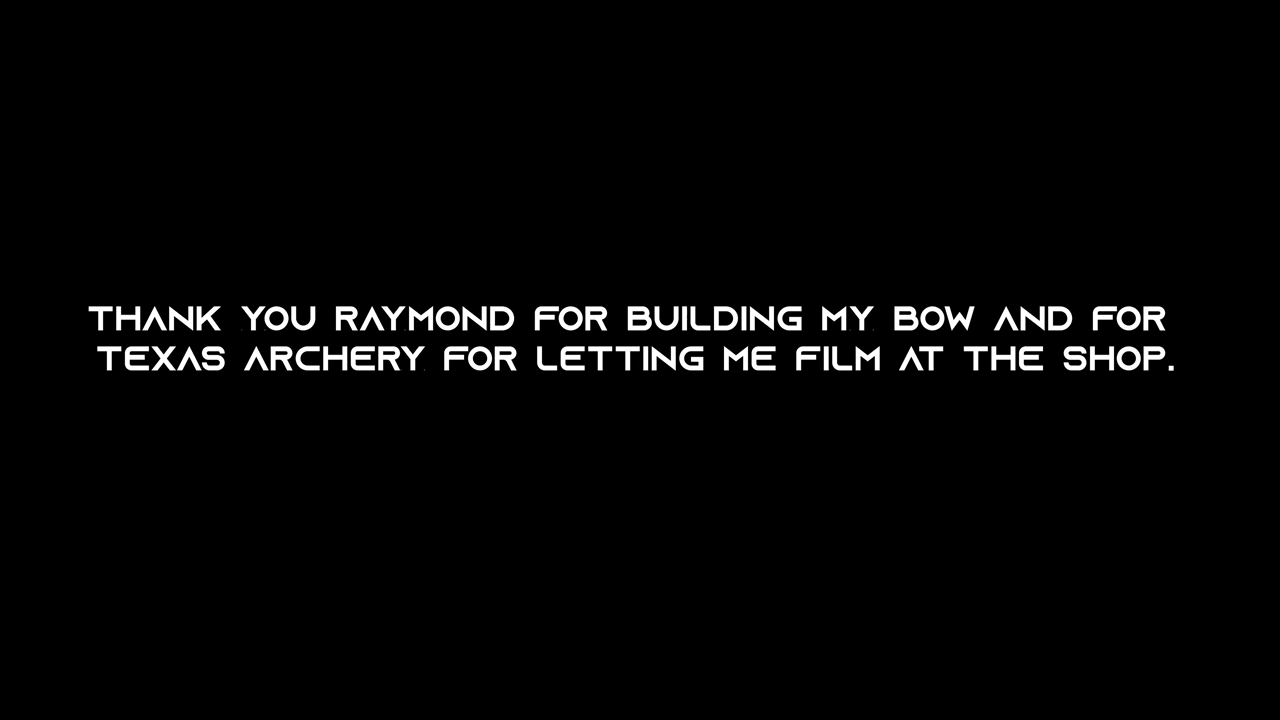 THANK YOU RAYMOND FOR BUILDING MY BOW AND FOR
TEXAS ARCHERY FOR LETTING ME FILM AT THE SHOP.